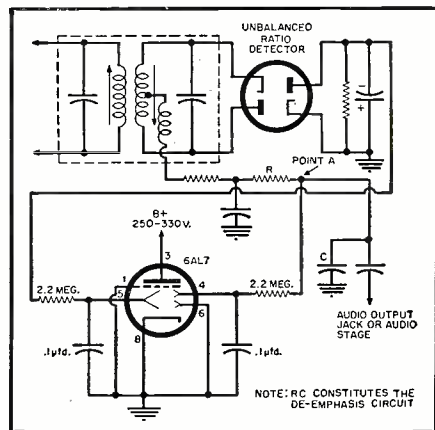 UNBALANCED
RATIO
DETECTOR
−
+
R
POINT A
B+
250-330V.
3
6AL7
1
5
4
6
8
2.2 MEG.
2.2 MEG.
.1µfd.
.1µfd.
C
AUDIO OUTPUT
JACK OR AUDIO
STAGE
NOTE: RC CONSTITUTES THE
DE-EMPHASIS CIRCUIT